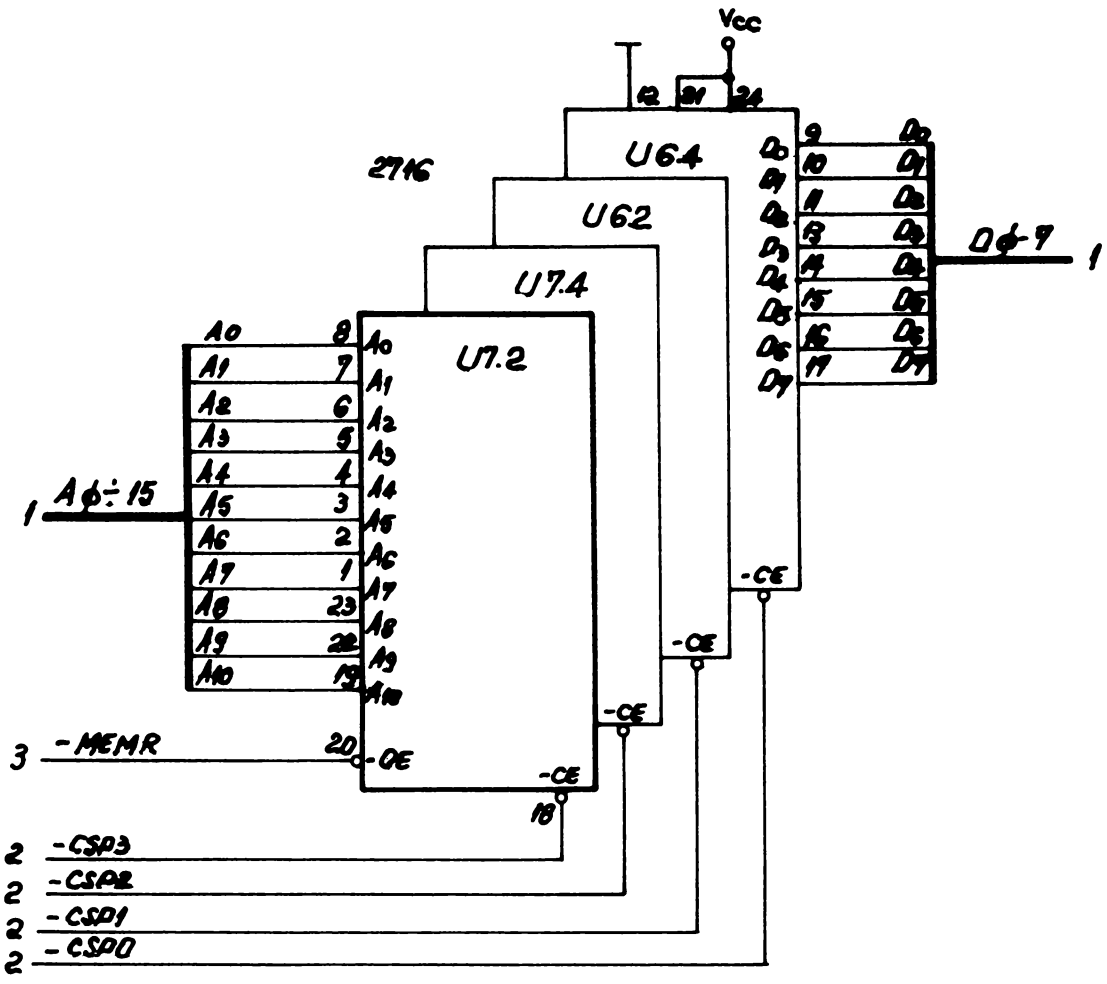 Vcc
12 21 24
2716
U6.4
U62
U7.4
U7.2
D0 9 D0
D1 10 D1
D2 11 D2
D3 13 D3
D4 14 D4
D5 15 D5
D6 16 D6
D7 17 D7
Dϕ-7 1
1 Aϕ÷15
A0 8 A0
A1 7 A1
A2 6 A2
A3 5 A3
A4 4 A4
A5 3 A5
A6 2 A6
A7 1 A7
A8 23 A8
A9 22 A9
A10 19 A10
3 -MEMR 20 -OE
-CE
-CE
-CE
-CE
18
2 -CSP3
2 -CSP2
2 -CSP1
2 -CSP0